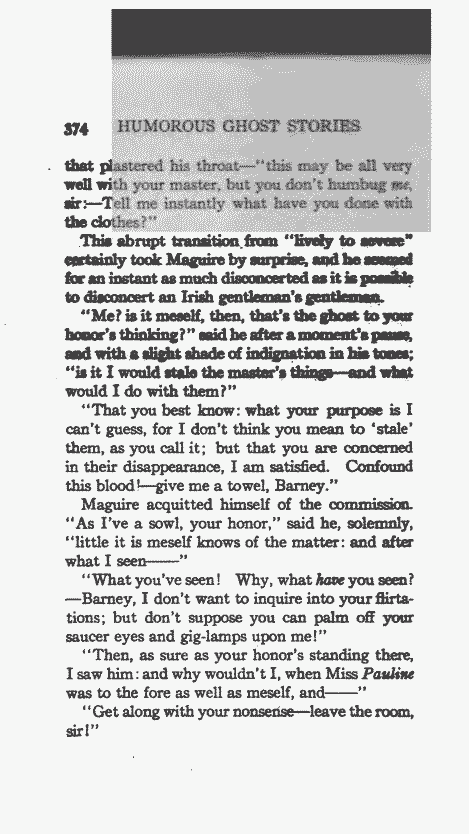 374 HUMOROUS GHOST STORIES
that plastered his throat—"this may be all very
well with your master, but you don't humbug me,
sir:—Tell me instantly what have you done with
the clothes?"
This abrupt transition from "lively to severe"
certainly took Maguire by surprise, and he seemed
for an instant as much disconcerted as it is possible
to disconcert an Irish gentleman's gentleman.
"Me? is it meself, then, that's the ghost to your
honor's thinking?" said he after a moment's pause,
and with a slight shade of indignation in his tones;
"is it I would stale the master's things—and what
would I do with them?"
"That you best know: what your purpose is I
can't guess, for I don't think you mean to 'stale'
them, as you call it; but that you are concerned
in their disappearance, I am satisfied. Confound
this blood!—give me a towel, Barney."
Maguire acquitted himself of the commission.
"As I've a sowl, your honor," said he, solemnly,
"little it is meself knows of the matter: and after
what I seen——"
"What you've seen! Why, what have you seen?
—Barney, I don't want to inquire into your flirta-
tions; but don't suppose you can palm off your
saucer eyes and gig-lamps upon me!"
"Then, as sure as your honor's standing there,
I saw him: and why wouldn't I, when Miss Pauline
was to the fore as well as meself, and——"
"Get along with your nonsense—leave the room,
sir!"